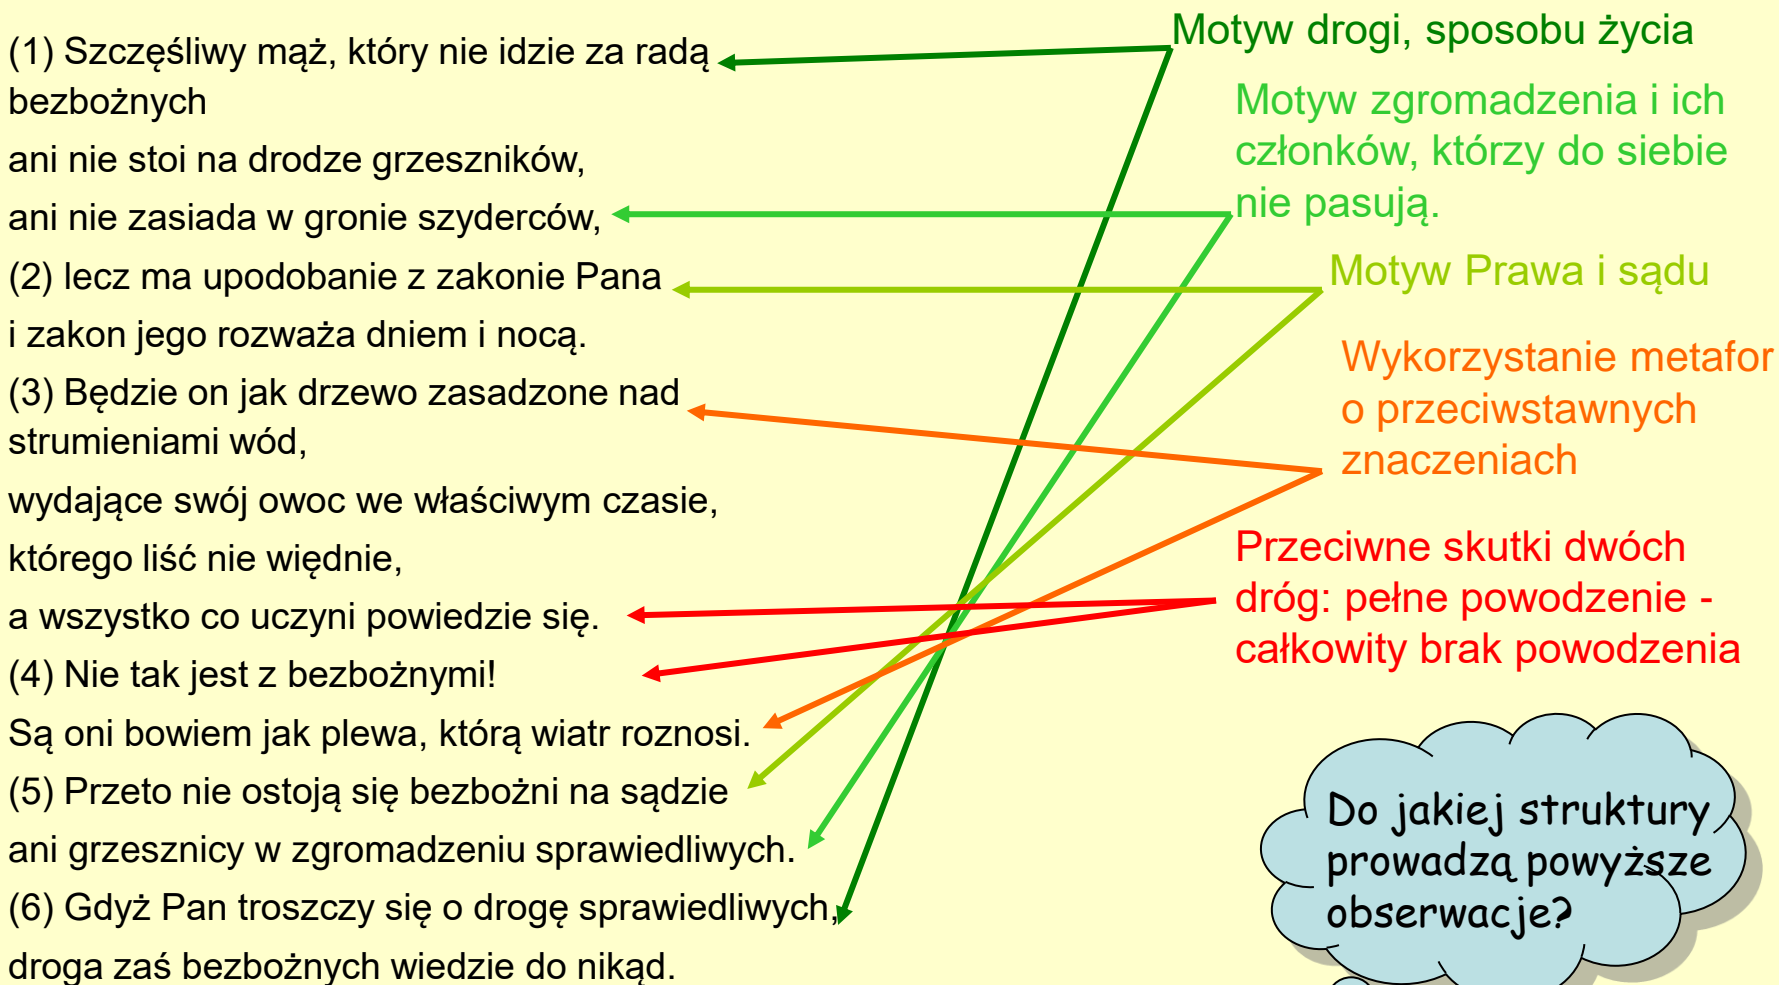 (1) Szczęśliwy mąż, który nie idzie za radą
bezbożnych
ani nie stoi na drodze grzeszników,
ani nie zasiada w gronie szyderców,
(2) lecz ma upodobanie z zakonie Pana
i zakon jego rozważa dniem i nocą.
(3) Będzie on jak drzewo zasadzone nad
strumieniami wód,
wydające swój owoc we właściwym czasie,
którego liść nie więdnie,
a wszystko co uczyni powiedzie się.
(4) Nie tak jest z bezbożnymi!
Są oni bowiem jak plewa, którą wiatr roznosi.
(5) Przeto nie ostoją się bezbożni na sądzie
ani grzesznicy w zgromadzeniu sprawiedliwych.
(6) Gdyż Pan troszczy się o drogę sprawiedliwych,
droga zaś bezbożnych wiedzie do nikąd.
Motyw drogi, sposobu życia
Motyw zgromadzenia i ich
członków, którzy do siebie
nie pasują.
Motyw Prawa i sądu
Wykorzystanie metafor
o przeciwstawnych
znaczeniach
Przeciwne skutki dwóch
dróg: pełne powodzenie -
całkowity brak powodzenia
Do jakiej struktury
prowadzą powyższe
obserwacje?